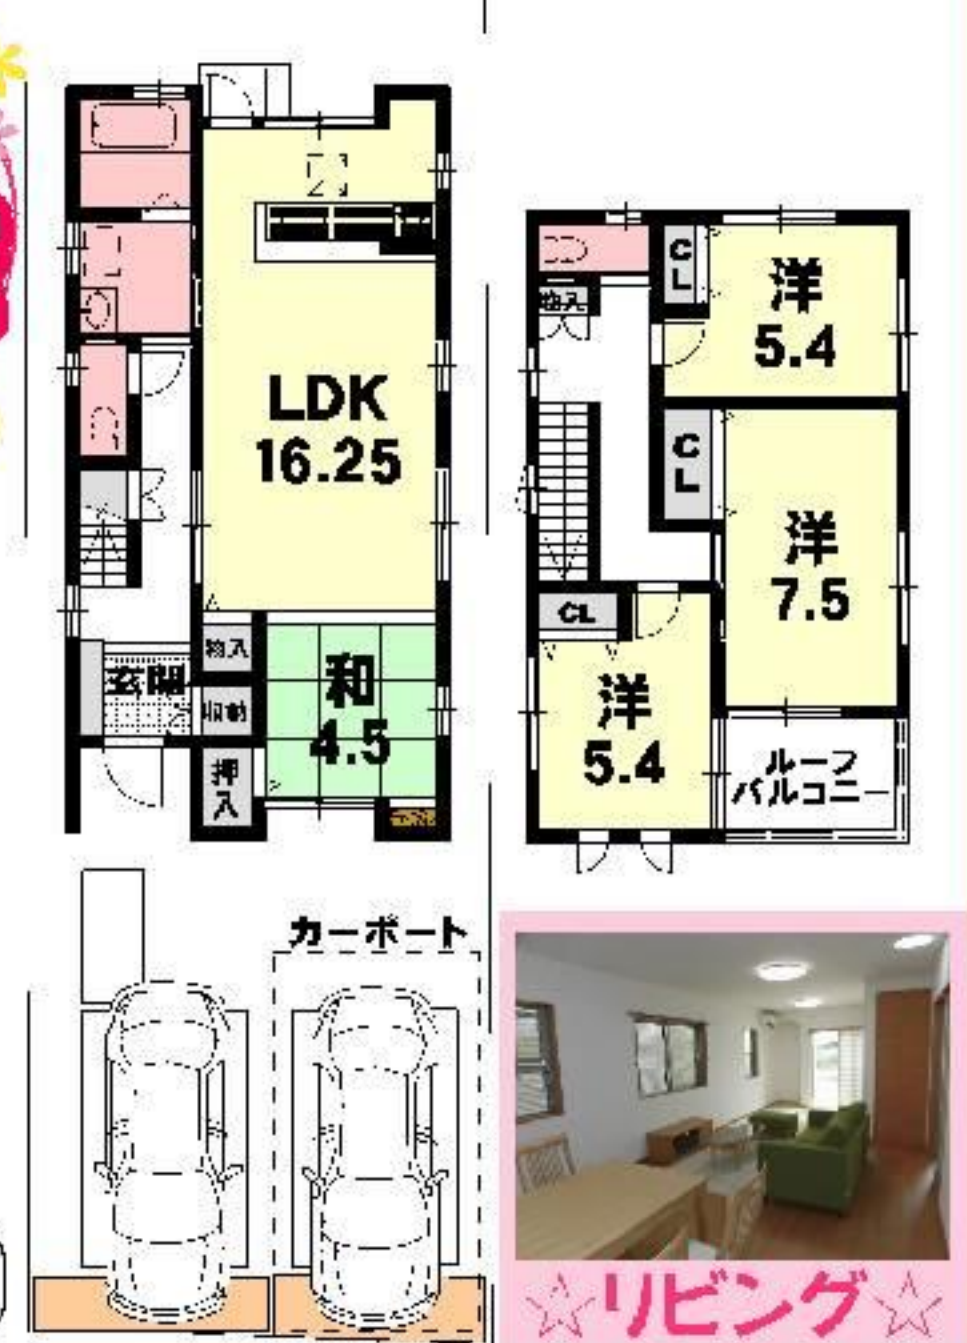 LDK
16.25
物入
玄関
収納
和
4.5
押
入
カーポート
CL
洋
5.4
物入
CL
洋
7.5
CL
洋
5.4
ルーフ
バルコニー
☆リビング☆